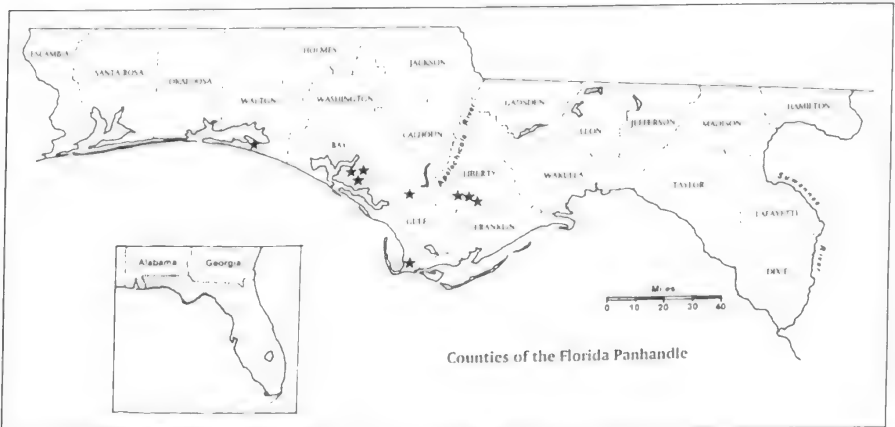 HOLMES
ESCAMBIA
JACKSON
SANTA ROSA
OKALOOSA
WALTON
WASHINGTON
GADSDEN
HAMILTON
LEON
JEFFERSON
MADISON
CALHOUN
Apalachicola River
BAY
LIBERTY
WAKULLA
TAYLOR
Suwannee
River
LAFAYETTE
GULF
FRANKLIN
DIXIE
Alabama
Georgia
Miles
0 10 20 30 40
Counties of the Florida Panhandle